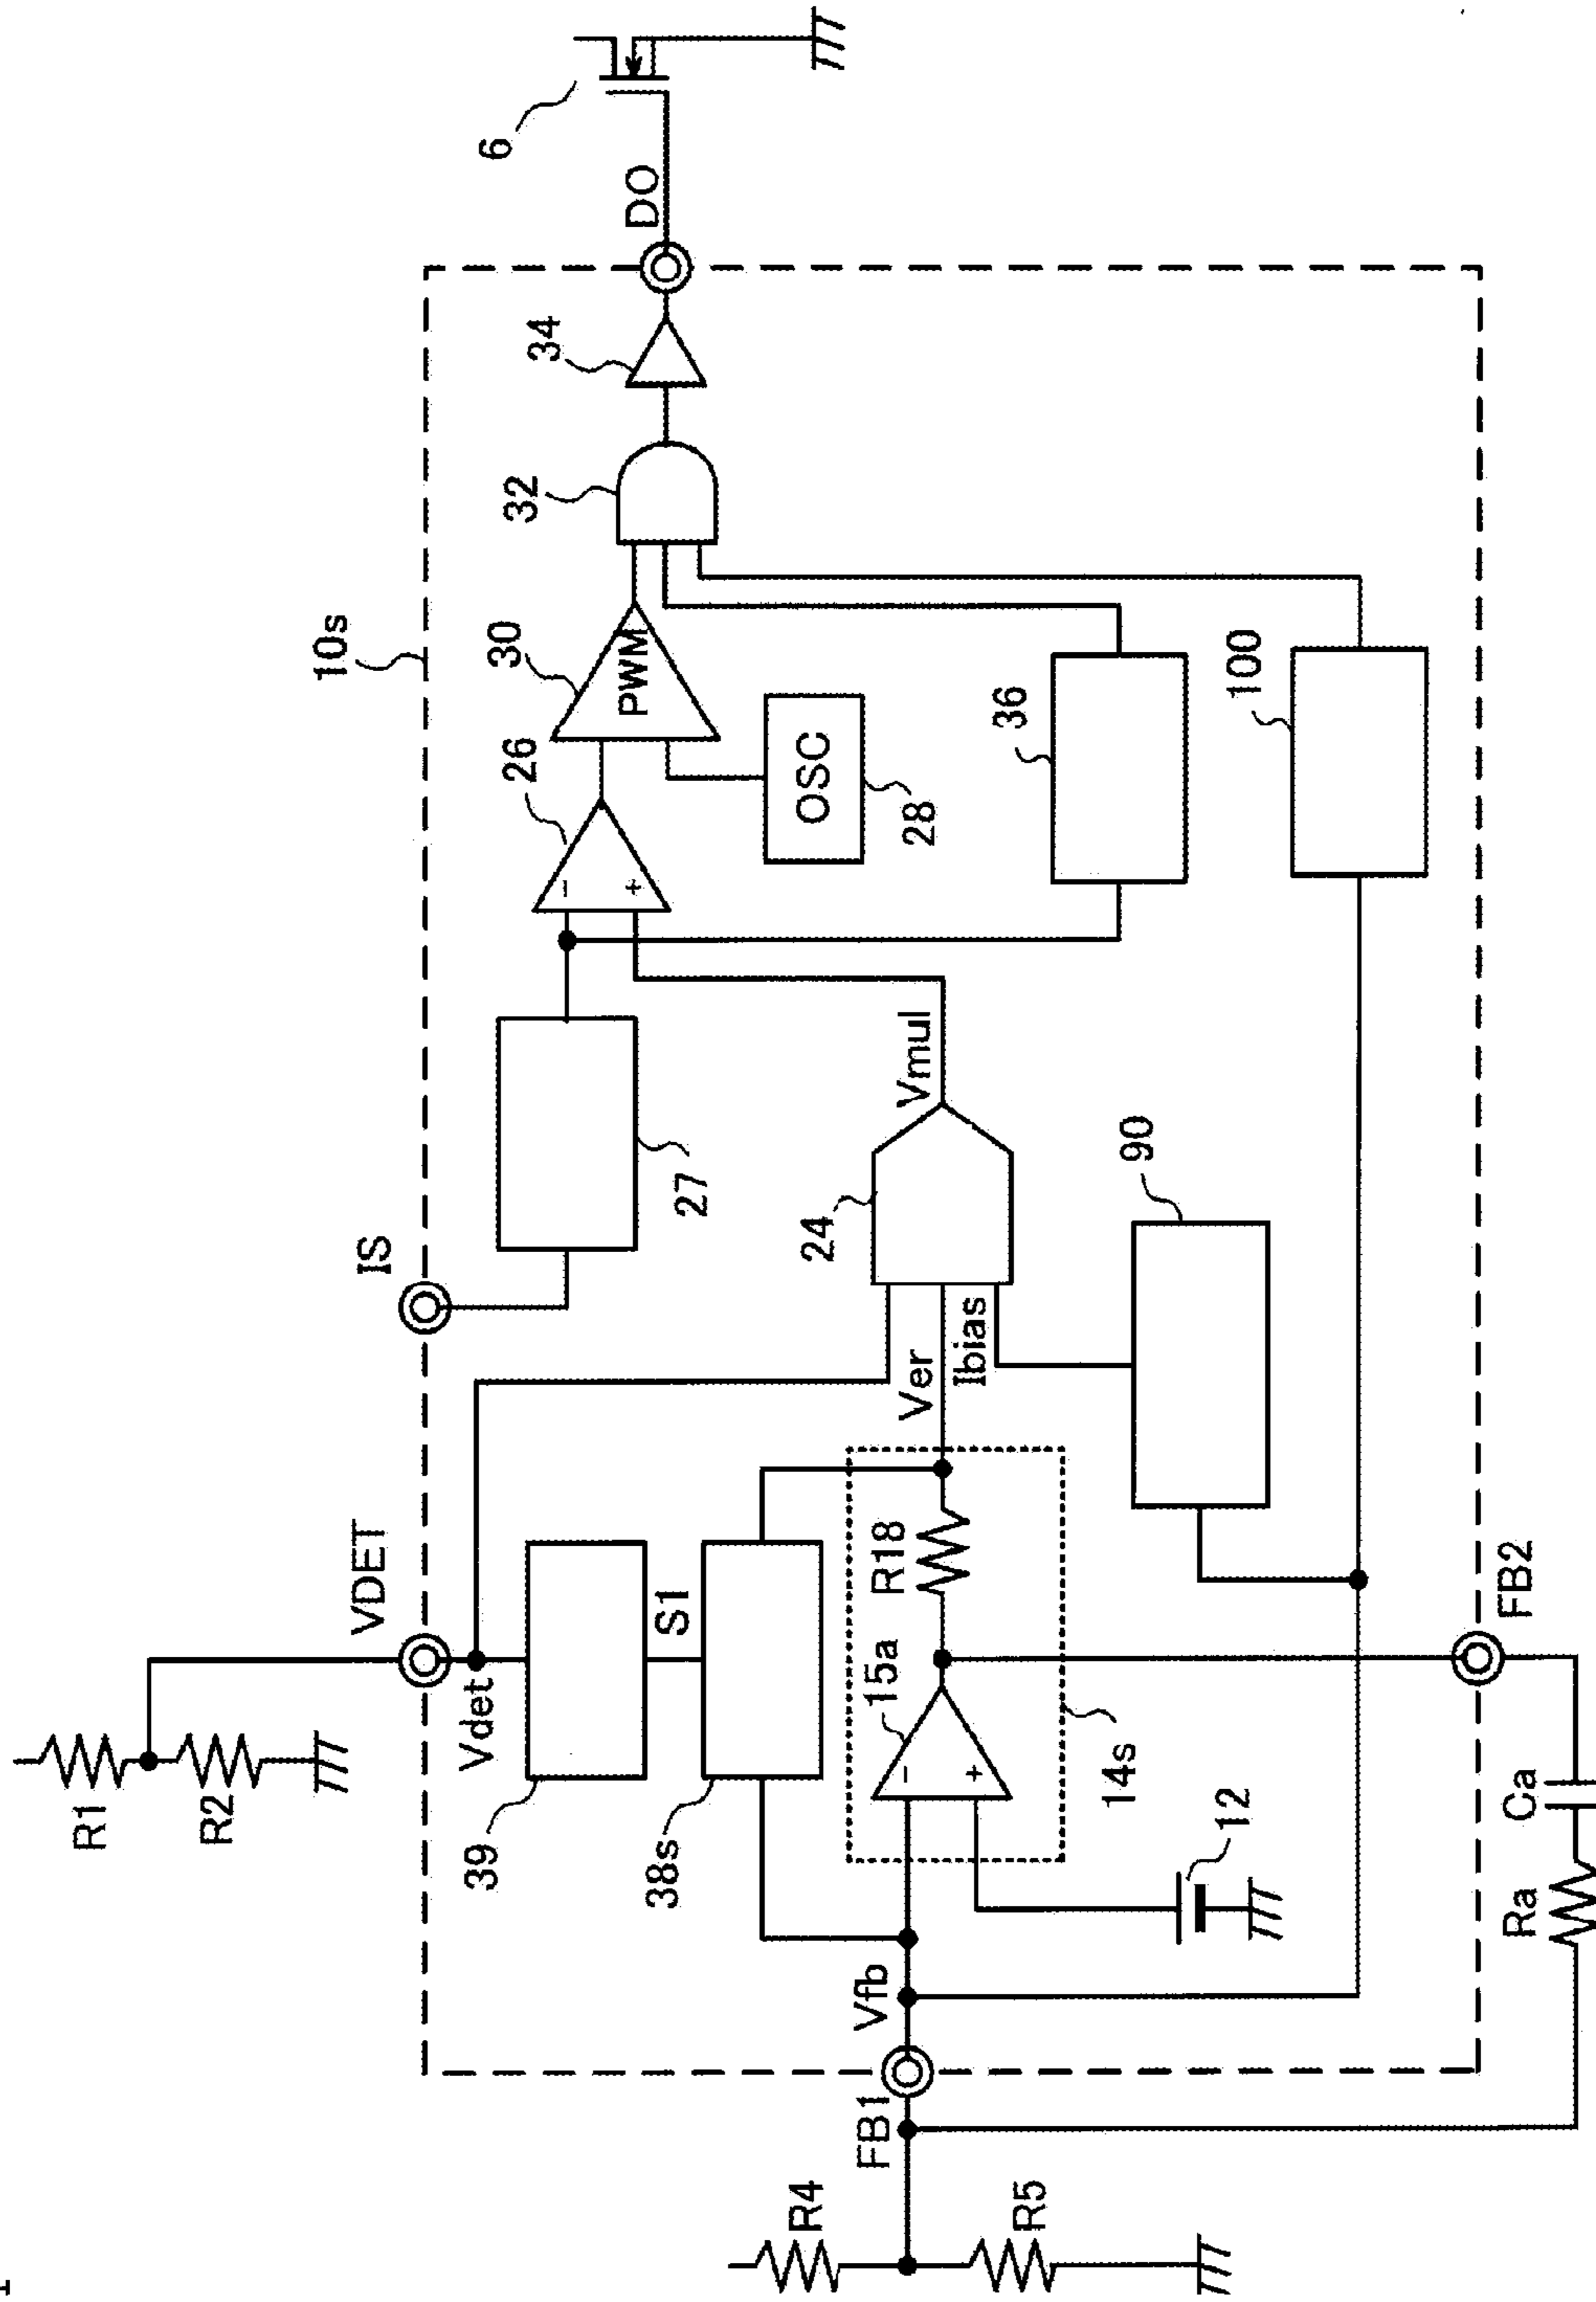 R1
R2
VDET
IS
10s
Vdet
39
S1
38s
27
26
30
PWM
32
34
DO
6
OSC
28
36
100
R4
R5
FB1
Vfb
15a
R18
14s
12
Ver
Ibias
24
Vmul
90
FB2
Ra
Ca